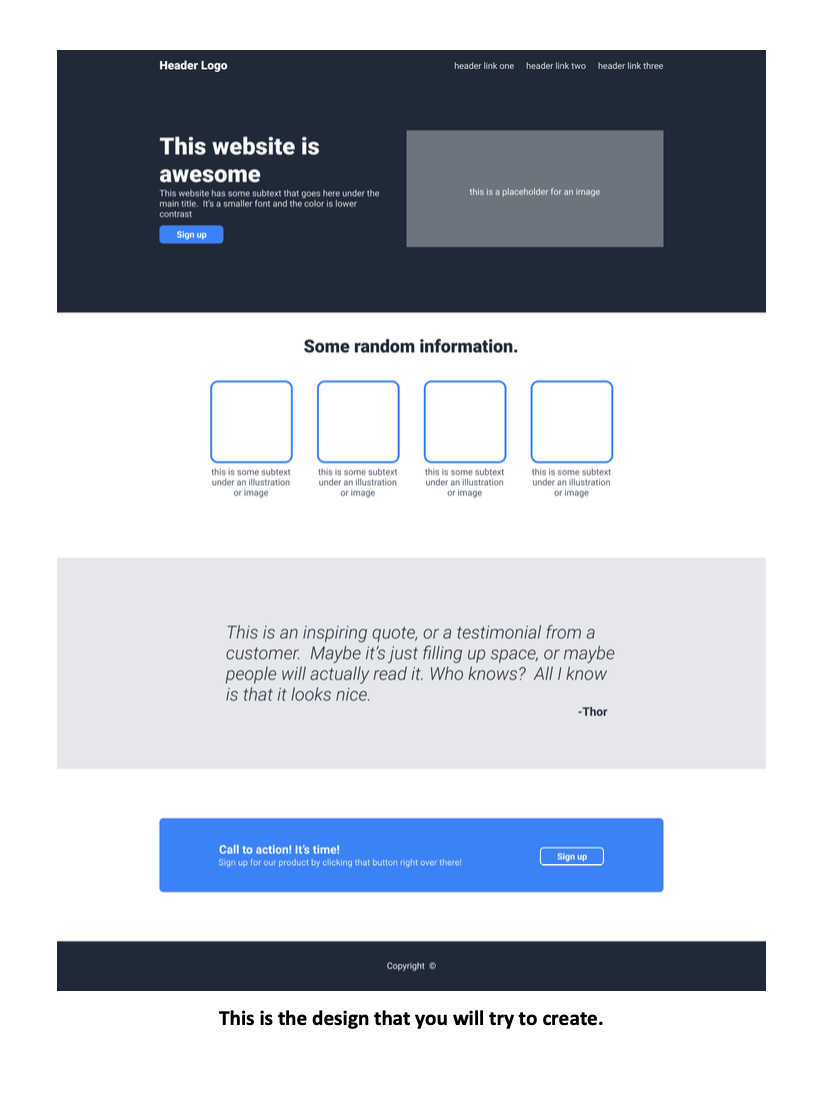 Header Logo
header link one
header link two
header link three
This website is
awesome
This website has some subtext that goes here under the
main title.  It's a smaller font and the color is lower
contrast
Sign up
this is a placeholder for an image
Some random information.
this is some subtext
under an illustration
or image
this is some subtext
under an illustration
or image
this is some subtext
under an illustration
or image
this is some subtext
under an illustration
or image
This is an inspiring quote, or a testimonial from a
customer.  Maybe it's just filling up space, or maybe
people will actually read it. Who knows?  All I know
is that it looks nice.
-Thor
Call to action! It's time!
Sign up for our product by clicking that button right over there!
Sign up
Copyright  ©
This is the design that you will try to create.